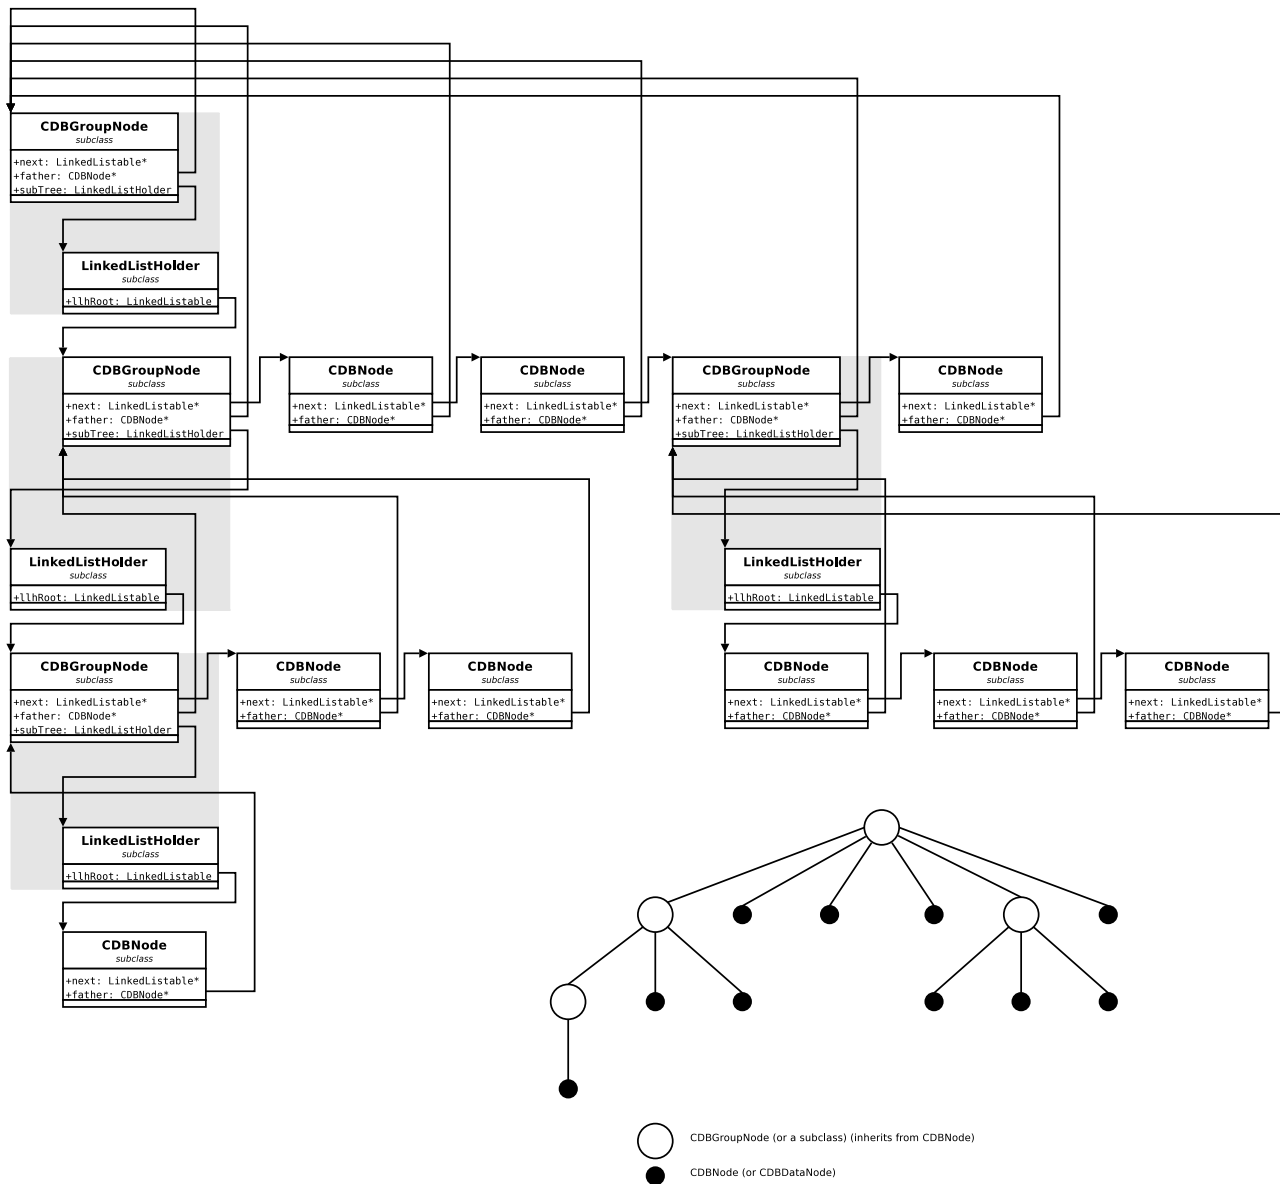 CDBGroupNode
subclass
+next: LinkedListable*
+father: CDBNode*
+subTree: LinkedListHolder
LinkedListHolder
subclass
+llhRoot: LinkedListable
CDBGroupNode
subclass
+next: LinkedListable*
+father: CDBNode*
+subTree: LinkedListHolder
CDBNode
subclass
+next: LinkedListable*
+father: CDBNode*
CDBNode
subclass
+next: LinkedListable*
+father: CDBNode*
CDBGroupNode
subclass
+next: LinkedListable*
+father: CDBNode*
+subTree: LinkedListHolder
CDBNode
subclass
+next: LinkedListable*
+father: CDBNode*
LinkedListHolder
subclass
+llhRoot: LinkedListable
LinkedListHolder
subclass
+llhRoot: LinkedListable
CDBGroupNode
subclass
+next: LinkedListable*
+father: CDBNode*
+subTree: LinkedListHolder
CDBNode
subclass
+next: LinkedListable*
+father: CDBNode*
CDBNode
subclass
+next: LinkedListable*
+father: CDBNode*
CDBNode
subclass
+next: LinkedListable*
+father: CDBNode*
CDBNode
subclass
+next: LinkedListable*
+father: CDBNode*
CDBNode
subclass
+next: LinkedListable*
+father: CDBNode*
LinkedListHolder
subclass
+llhRoot: LinkedListable
CDBNode
subclass
+next: LinkedListable*
+father: CDBNode*
CDBGroupNode (or a subclass) (inherits from CDBNode)
CDBNode (or CDBDataNode)